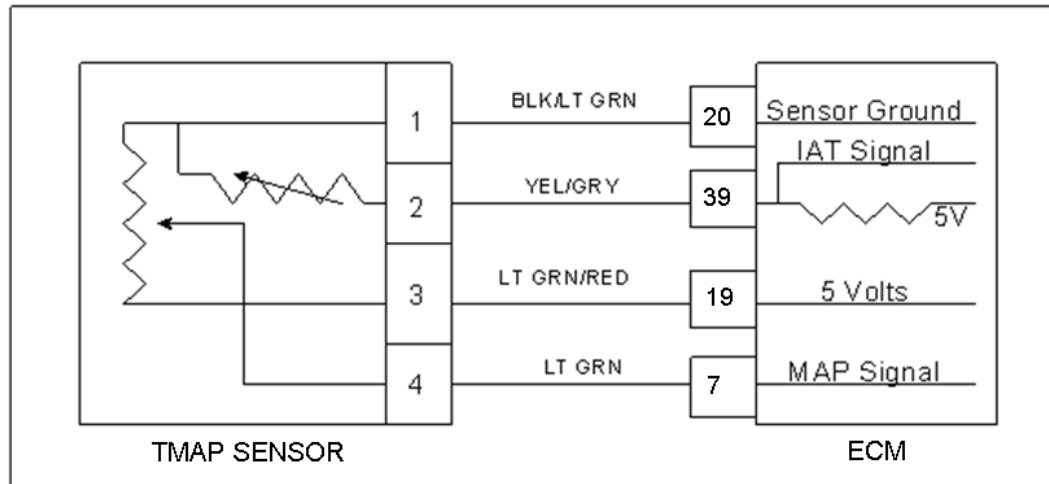 1 BLK/LT GRN 20 Sensor Ground
IAT Signal
2 YEL/GRY 39
5V
3 LT GRN/RED 19 5 Volts
4 LT GRN 7 MAP Signal
TMAP SENSOR ECM